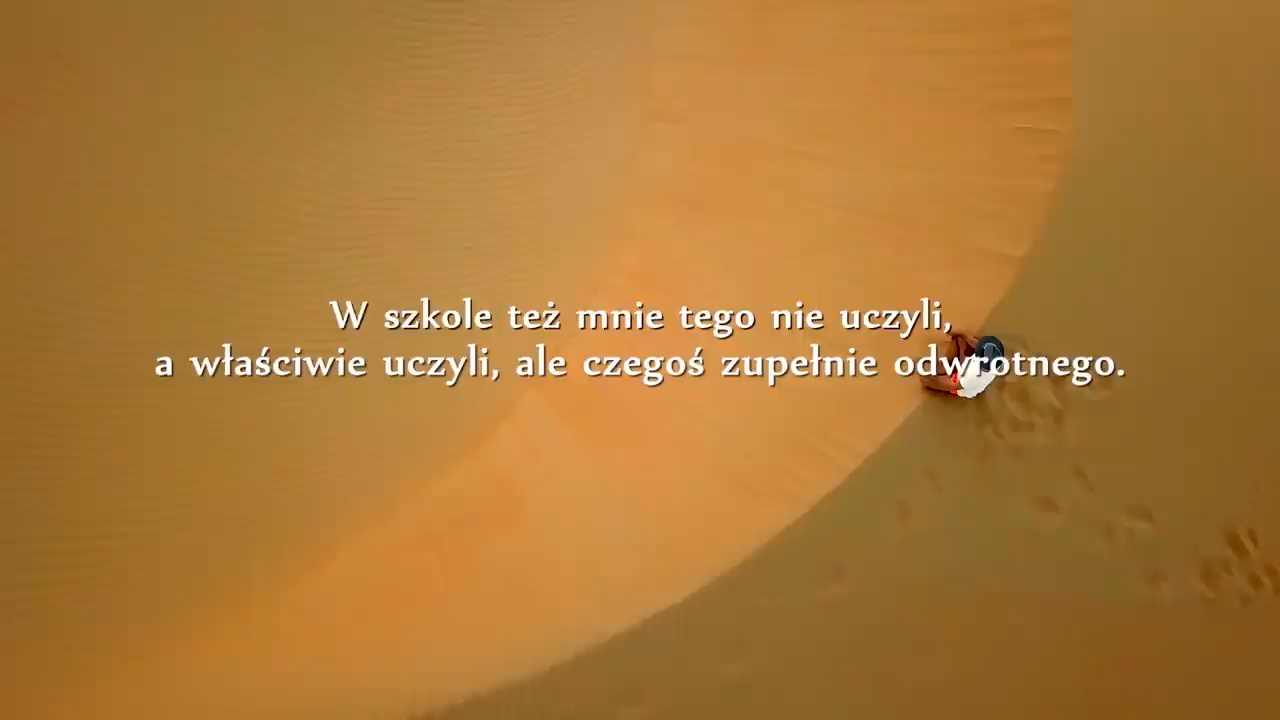 W szkole też mnie tego nie uczyli,
a właściwie uczyli, ale czegoś zupełnie odwrotnego.